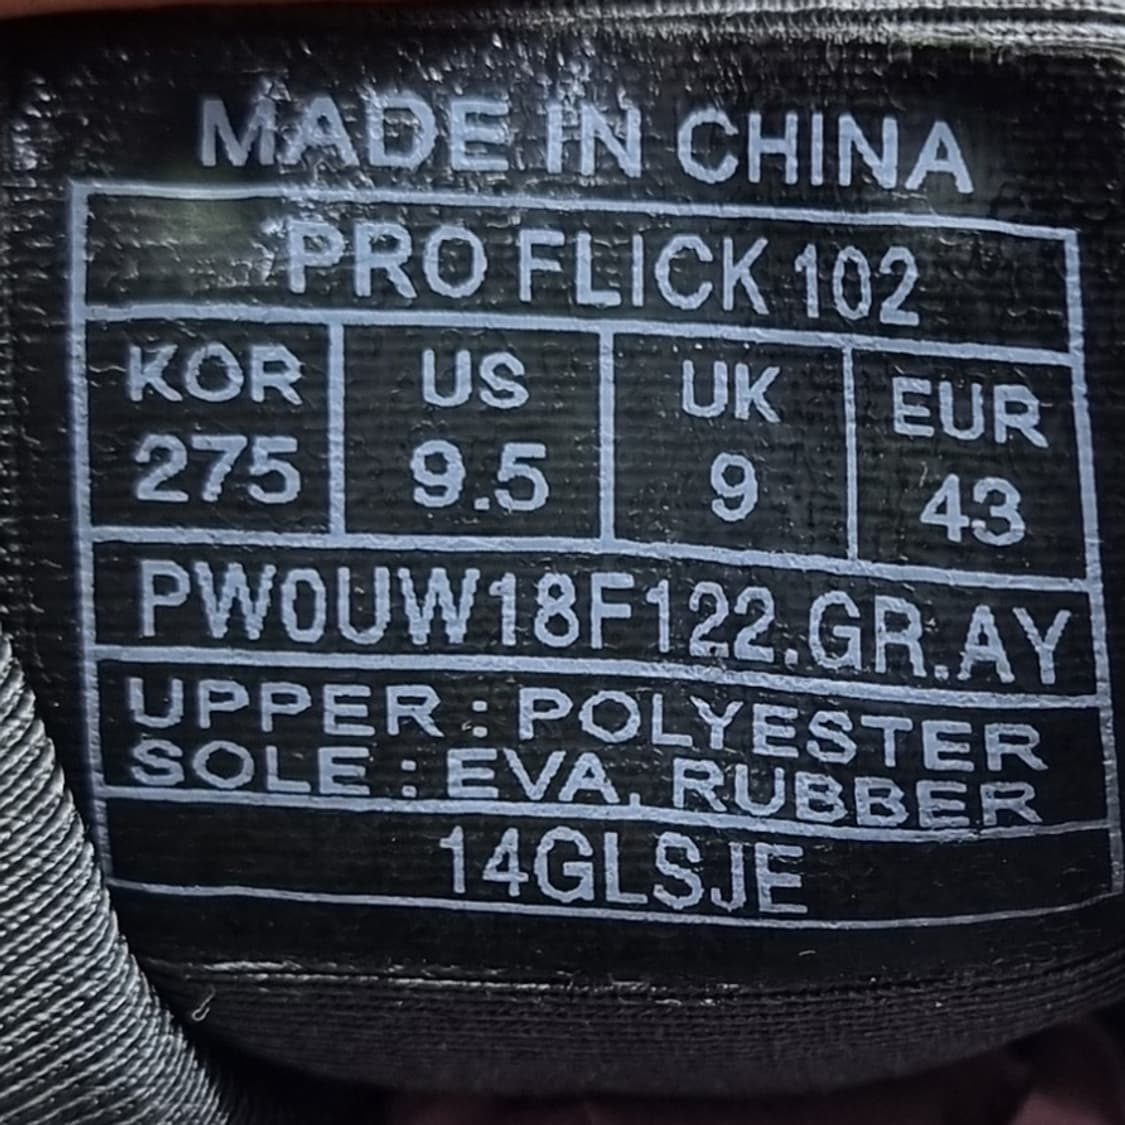 MADE IN CHINA
PRO FLICK 102
KOR US UK EUR
275 9.5 9 43
PW0UW18F122.GR.AY
UPPER : POLYESTER
SOLE : EVA, RUBBER
14GLSJE